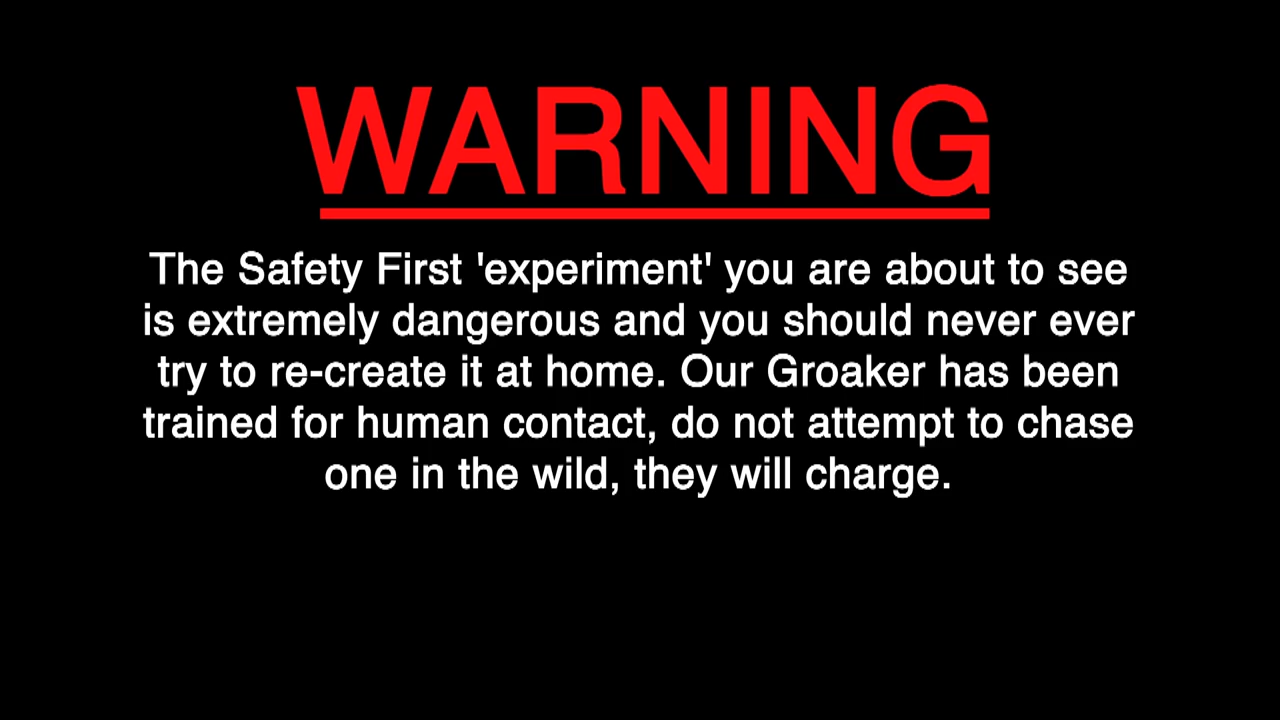 WARNING
The Safety First 'experiment' you are about to see
is extremely dangerous and you should never ever
try to re-create it at home. Our Groaker has been
trained for human contact, do not attempt to chase
one in the wild, they will charge.